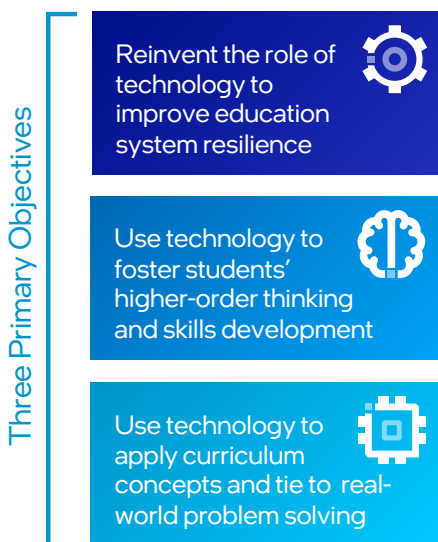 Three Primary Objectives
Reinvent the role of
technology to
improve education
system resilience
Use technology to
foster students’
higher-order thinking
and skills development
Use technology to
apply curriculum
concepts and tie to real-
world problem solving